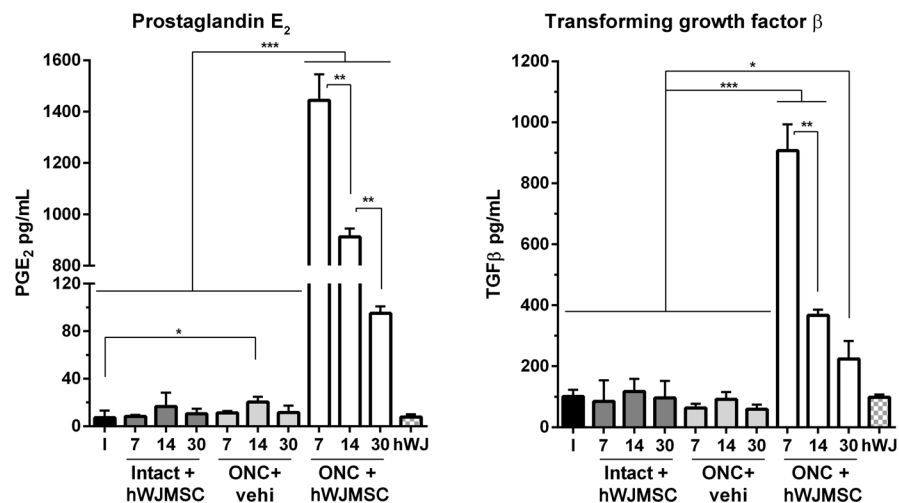 Prostaglandin E2
***
1600
**
1400
1200
**
1000
800
PGE2 pg/mL
120
*
80
40
0
I 7 14 30 7 14 30 7 14 30 hWJ
Intact + ONC+ ONC +
hWJMSC vehi hWJMSC
Transforming growth factor β
*
***
1200
**
1000
800
600
TGFβ pg/mL
400
200
0
I 7 14 30 7 14 30 7 14 30 hWJ
Intact + ONC+ ONC +
hWJMSC vehi hWJMSC